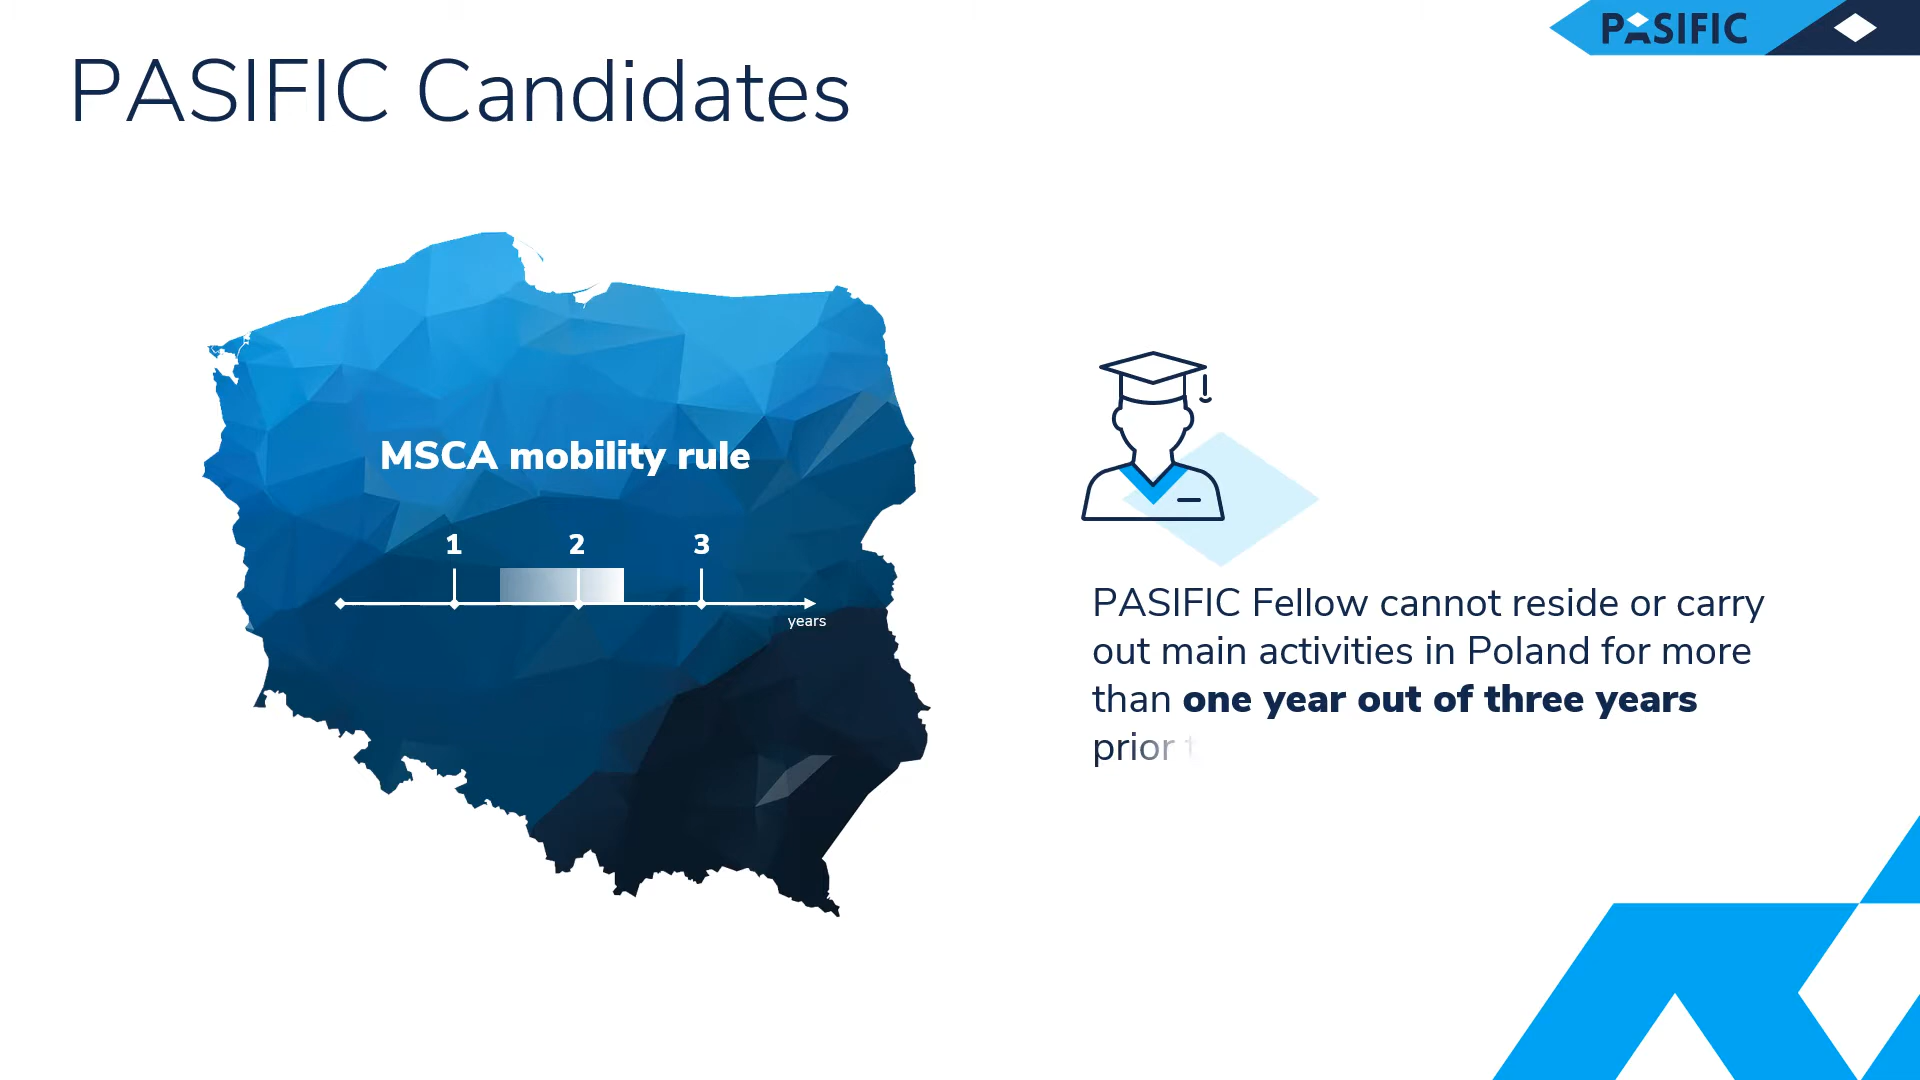 PASIFIC
PASIFIC Candidates
MSCA mobility rule
1 2 3
years
PASIFIC Fellow cannot reside or carry
out main activities in Poland for more
than one year out of three years
prior